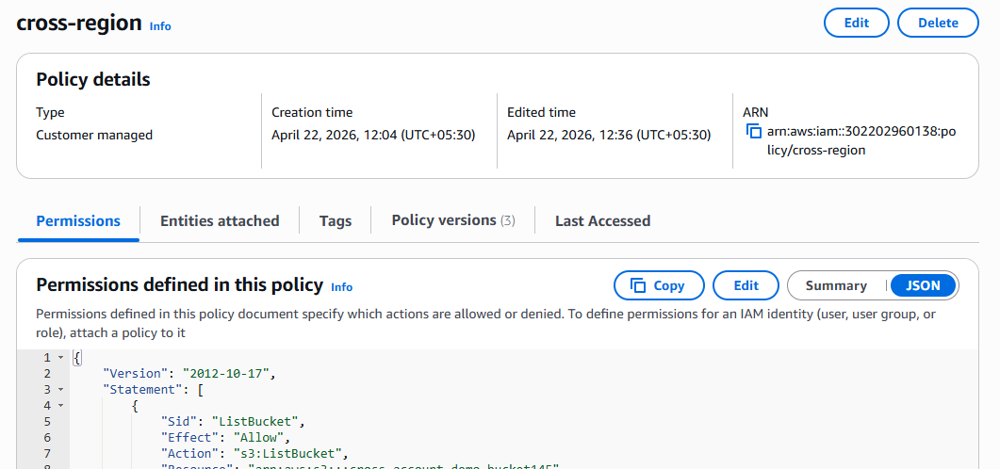 cross-region Info
Edit
Delete
Policy details
Type
Customer managed
Creation time
April 22, 2026, 12:04 (UTC+05:30)
Edited time
April 22, 2026, 12:36 (UTC+05:30)
ARN
arn:aws:iam::302202960138:po
licy/cross-region
Permissions
Entities attached
Tags
Policy versions (3)
Last Accessed
Permissions defined in this policy Info
Copy
Edit
Summary
JSON
Permissions defined in this policy document specify which actions are allowed or denied. To define permissions for an IAM identity (user, user group, or
role), attach a policy to it
1 {
2 "Version": "2012-10-17",
3 "Statement": [
4 {
5 "Sid": "ListBucket",
6 "Effect": "Allow",
7 "Action": "s3:ListBucket",
8 "Resource": "arn:aws:s3:::cross-account-demo-bucket145"